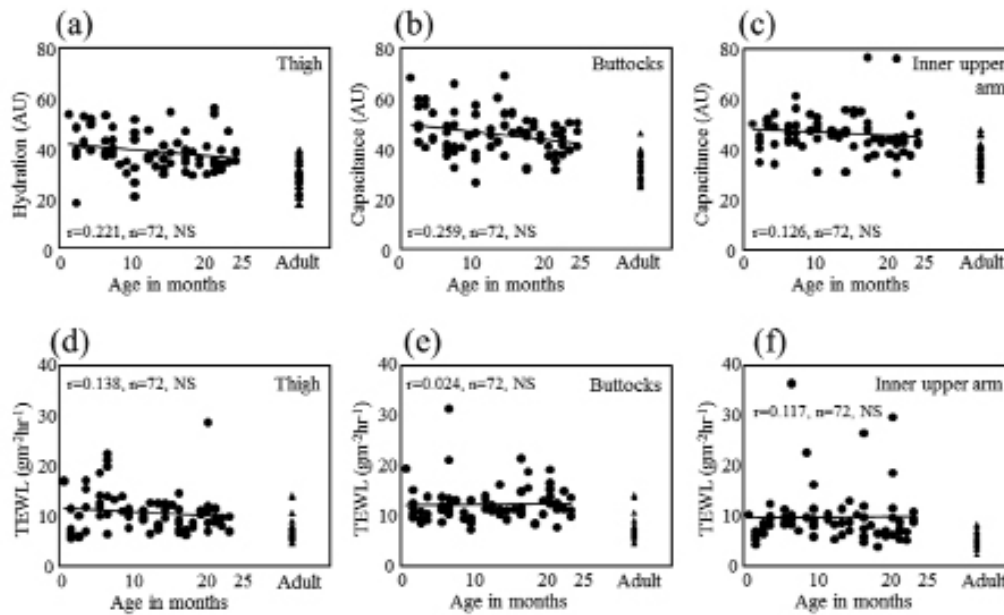 (a)
80
60
40
20
0
Hydration (AU)
Thigh
r=0.221, n=72, NS
0
10
20
25
Adult
Age in months
(b)
80
60
40
20
0
Capacitance (AU)
Buttocks
r=0.259, n=72, NS
0
10
20
25
Adult
Age in months
(c)
80
60
40
20
0
Capacitance (AU)
Inner upper
arm
r=0.126, n=72, NS
0
10
20
25
Adult
Age in months
(d)
40
30
20
10
0
TEWL (gm⁻²hr⁻¹)
r=0.138, n=72, NS
Thigh
0
10
20
25
Adult
Age in months
(e)
40
30
20
10
0
TEWL (gm⁻²hr⁻¹)
r=0.024, n=72, NS
Buttocks
0
10
20
25
Adult
Age in months
(f)
40
30
20
10
0
TEWL (gm⁻²hr⁻¹)
Inner upper arm
r=0.117, n=72, NS
0
10
20
25
Adult
Age in months